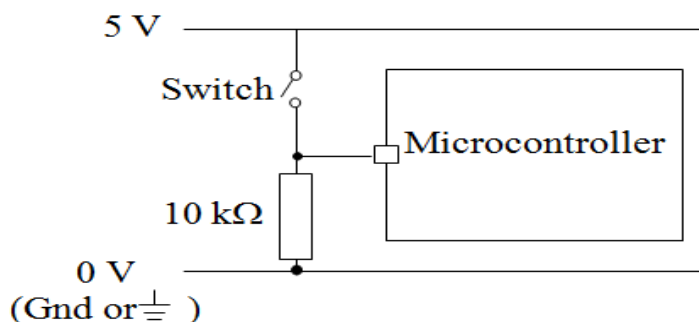 5 V
Switch
Microcontroller
10 kΩ
0 V
(Gnd or ⏚ )